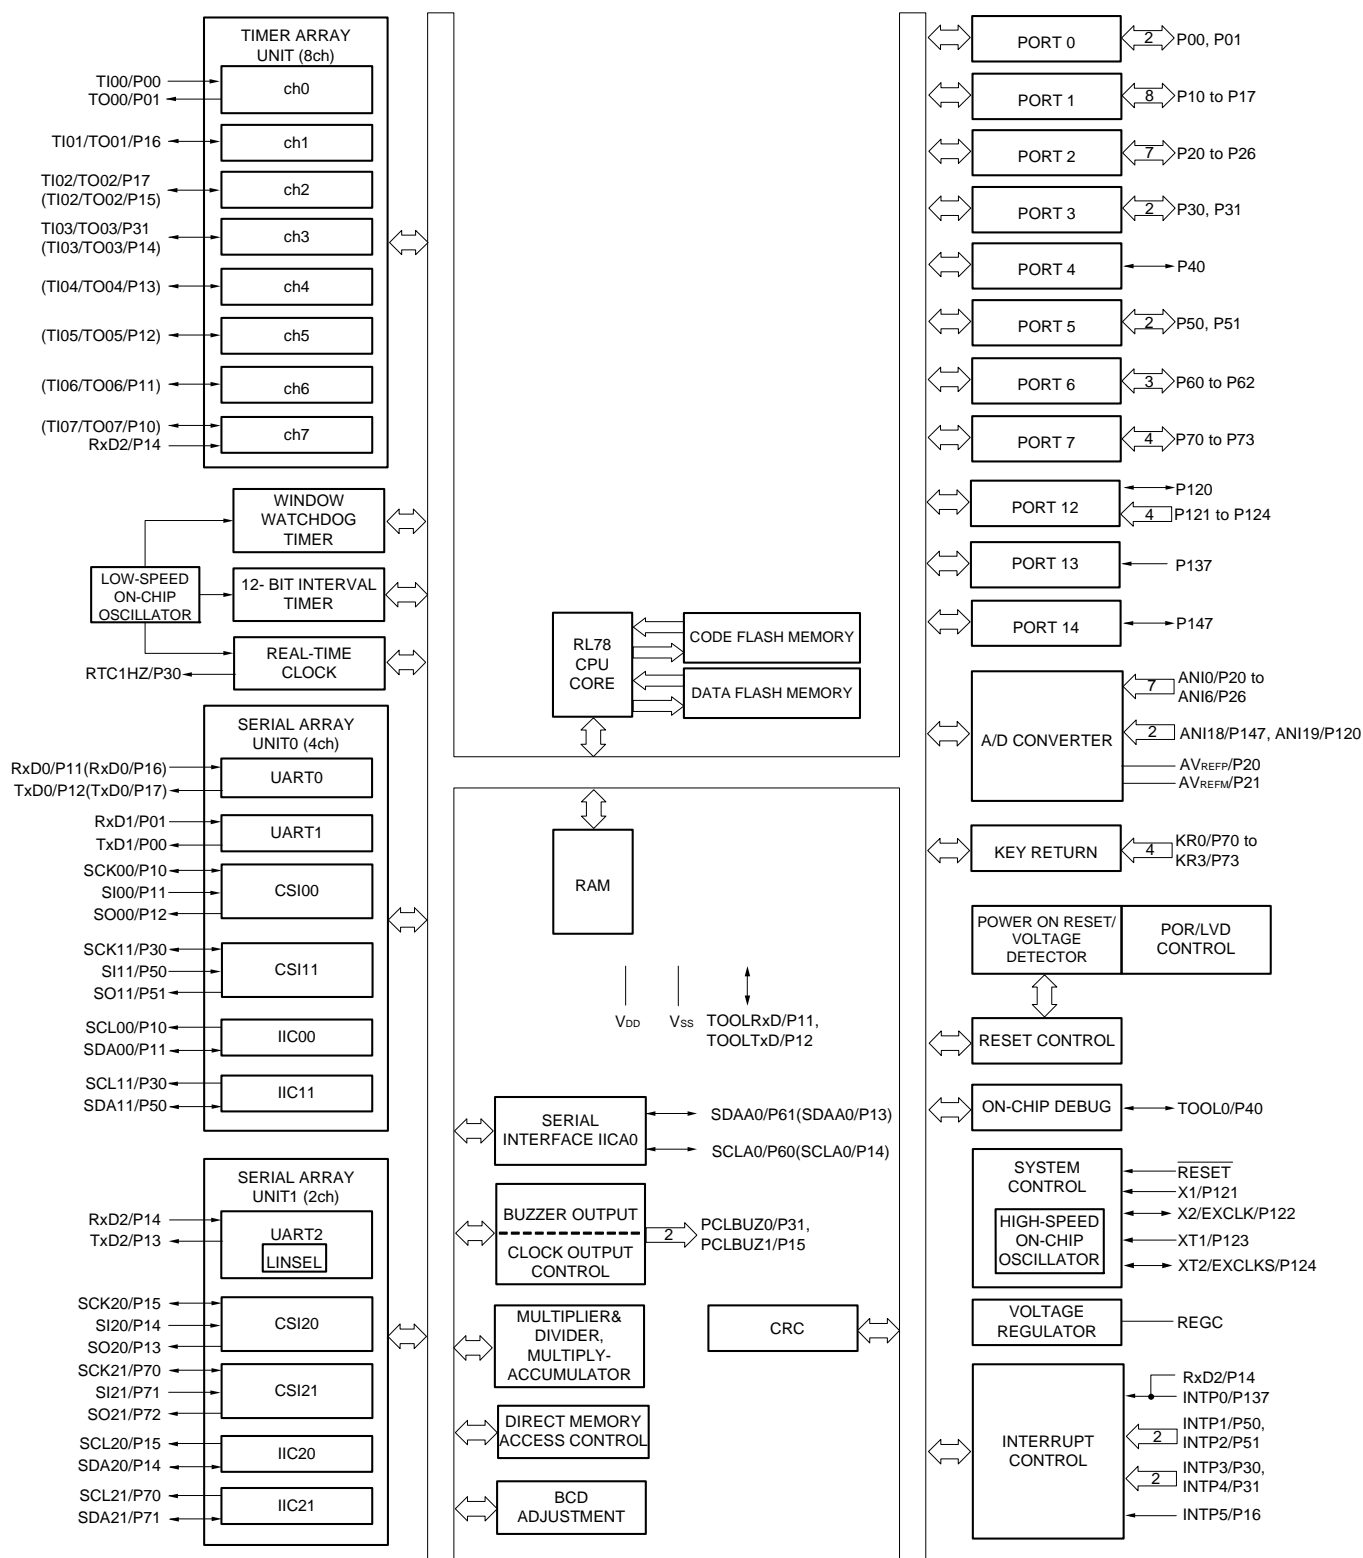 TIMER ARRAY
UNIT (8ch)
TI00/P00
TO00/P01
ch0
TI01/TO01/P16
ch1
TI02/TO02/P17
(TI02/TO02/P15)
ch2
TI03/TO03/P31
(TI03/TO03/P14)
ch3
(TI04/TO04/P13)
ch4
(TI05/TO05/P12)
ch5
(TI06/TO06/P11)
ch6
(TI07/TO07/P10)
RxD2/P14
ch7
WINDOW
WATCHDOG
TIMER
LOW-SPEED
ON-CHIP
OSCILLATOR
12- BIT INTERVAL
TIMER
REAL-TIME
CLOCK
RTC1HZ/P30
SERIAL ARRAY
UNIT0 (4ch)
RxD0/P11(RxD0/P16)
TxD0/P12(TxD0/P17)
UART0
RxD1/P01
TxD1/P00
UART1
SCK00/P10
SI00/P11
SO00/P12
CSI00
SCK11/P30
SI11/P50
SO11/P51
CSI11
SCL00/P10
SDA00/P11
IIC00
SCL11/P30
SDA11/P50
IIC11
SERIAL ARRAY
UNIT1 (2ch)
RxD2/P14
TxD2/P13
UART2
LINSEL
SCK20/P15
SI20/P14
SO20/P13
CSI20
SCK21/P70
SI21/P71
SO21/P72
CSI21
SCL20/P15
SDA20/P14
IIC20
SCL21/P70
SDA21/P71
IIC21
RL78
CPU
CORE
CODE FLASH MEMORY
DATA FLASH MEMORY
RAM
VDD
VSS
TOOLRxD/P11,
TOOLTxD/P12
SERIAL
INTERFACE IICA0
SDAA0/P61(SDAA0/P13)
SCLA0/P60(SCLA0/P14)
BUZZER OUTPUT
CLOCK OUTPUT
CONTROL
2
PCLBUZ0/P31,
PCLBUZ1/P15
MULTIPLIER&
DIVIDER,
MULTIPLY-
ACCUMULATOR
CRC
DIRECT MEMORY
ACCESS CONTROL
BCD
ADJUSTMENT
PORT 0
2
P00, P01
PORT 1
8
P10 to P17
PORT 2
7
P20 to P26
PORT 3
2
P30, P31
PORT 4
P40
PORT 5
2
P50, P51
PORT 6
3
P60 to P62
PORT 7
4
P70 to P73
PORT 12
P120
4
P121 to P124
PORT 13
P137
PORT 14
P147
A/D CONVERTER
7
ANI0/P20 to
ANI6/P26
2
ANI18/P147, ANI19/P120
AVREFP/P20
AVREFM/P21
KEY RETURN
4
KR0/P70 to
KR3/P73
POWER ON RESET/
VOLTAGE
DETECTOR
POR/LVD
CONTROL
RESET CONTROL
ON-CHIP DEBUG
TOOL0/P40
SYSTEM
CONTROL
HIGH-SPEED
ON-CHIP
OSCILLATOR
RESET
X1/P121
X2/EXCLK/P122
XT1/P123
XT2/EXCLKS/P124
VOLTAGE
REGULATOR
REGC
INTERRUPT
CONTROL
RxD2/P14
INTP0/P137
2
INTP1/P50,
INTP2/P51
2
INTP3/P30,
INTP4/P31
INTP5/P16